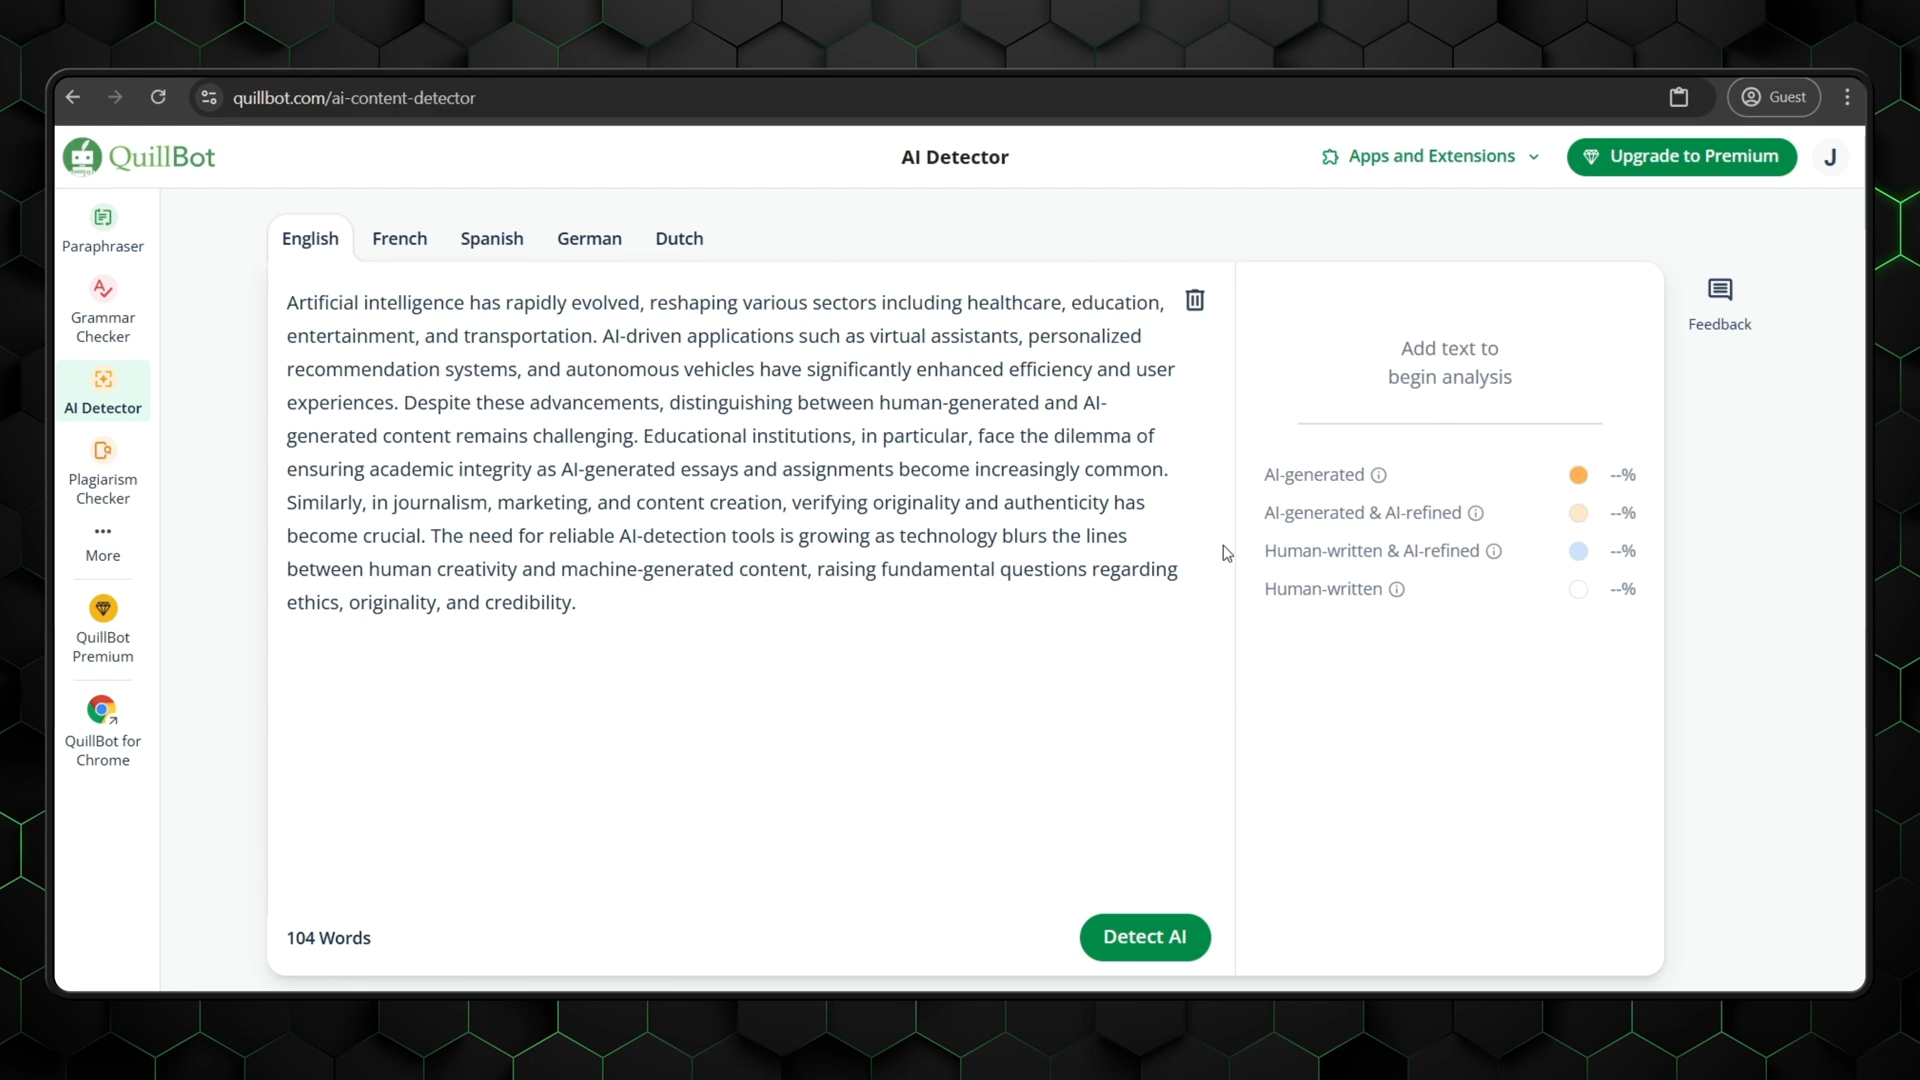 quillbot.com/ai-content-detector
Guest
QuillBot
AI Detector
Apps and Extensions
Upgrade to Premium
J
Paraphraser
Grammar
Checker
AI Detector
Plagiarism
Checker
More
QuillBot
Premium
QuillBot for
Chrome
English
French
Spanish
German
Dutch
Artificial intelligence has rapidly evolved, reshaping various sectors including healthcare, education,
entertainment, and transportation. AI-driven applications such as virtual assistants, personalized
recommendation systems, and autonomous vehicles have significantly enhanced efficiency and user
experiences. Despite these advancements, distinguishing between human-generated and AI-
generated content remains challenging. Educational institutions, in particular, face the dilemma of
ensuring academic integrity as AI-generated essays and assignments become increasingly common.
Similarly, in journalism, marketing, and content creation, verifying originality and authenticity has
become crucial. The need for reliable AI-detection tools is growing as technology blurs the lines
between human creativity and machine-generated content, raising fundamental questions regarding
ethics, originality, and credibility.
104 Words
Detect AI
Add text to
begin analysis
AI-generated --%
AI-generated & AI-refined --%
Human-written & AI-refined --%
Human-written --%
Feedback